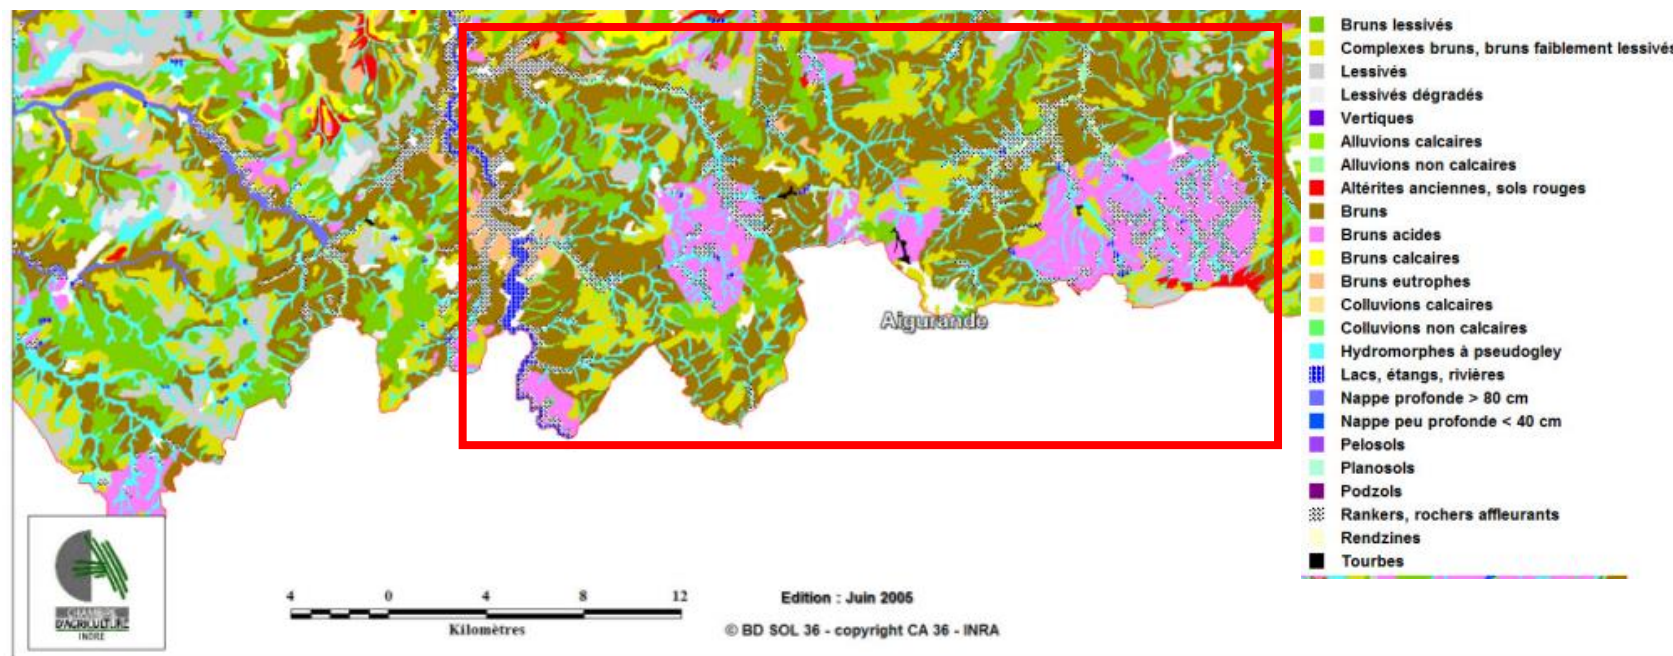 Bruns lessivés
Complexes bruns, bruns faiblement lessivés
Lessivés
Lessivés dégradés
Vertiques
Alluvions calcaires
Alluvions non calcaires
Altérites anciennes, sols rouges
Bruns
Bruns acides
Bruns calcaires
Bruns eutrophes
Colluvions calcaires
Colluvions non calcaires
Hydromorphes à pseudogley
Lacs, étangs, rivières
Nappe profonde > 80 cm
Nappe peu profonde < 40 cm
Pelosols
Planosols
Podzols
Rankers, rochers affleurants
Rendzines
Tourbes
Aigurande
CHAMBRE
D'AGRICULTURE
INDRE
4 0 4 8 12
Kilomètres
Edition : Juin 2005
© BD SOL 36 - copyright CA 36 - INRA